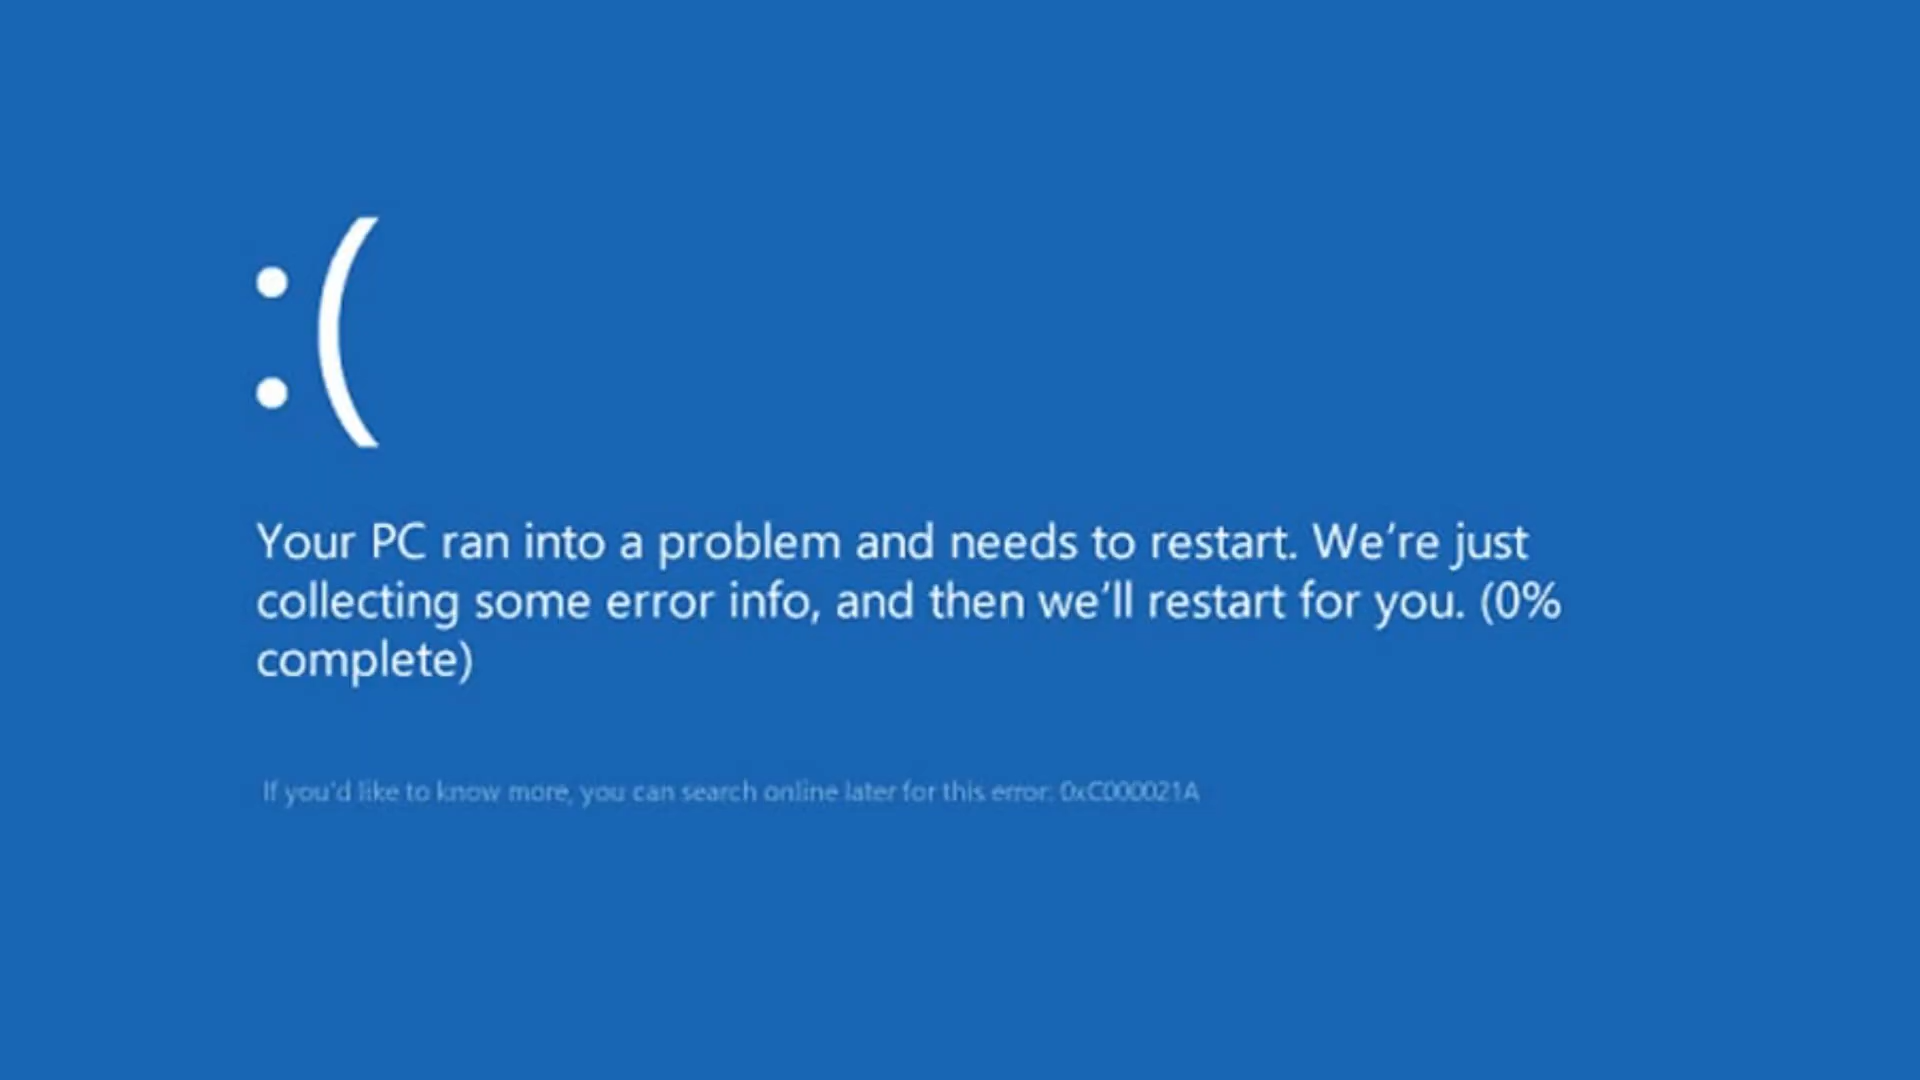 :(
Your PC ran into a problem and needs to restart. We're just
collecting some error info, and then we'll restart for you. (0%
complete)
If you'd like to know more, you can search online later for this error: 0xC000021A